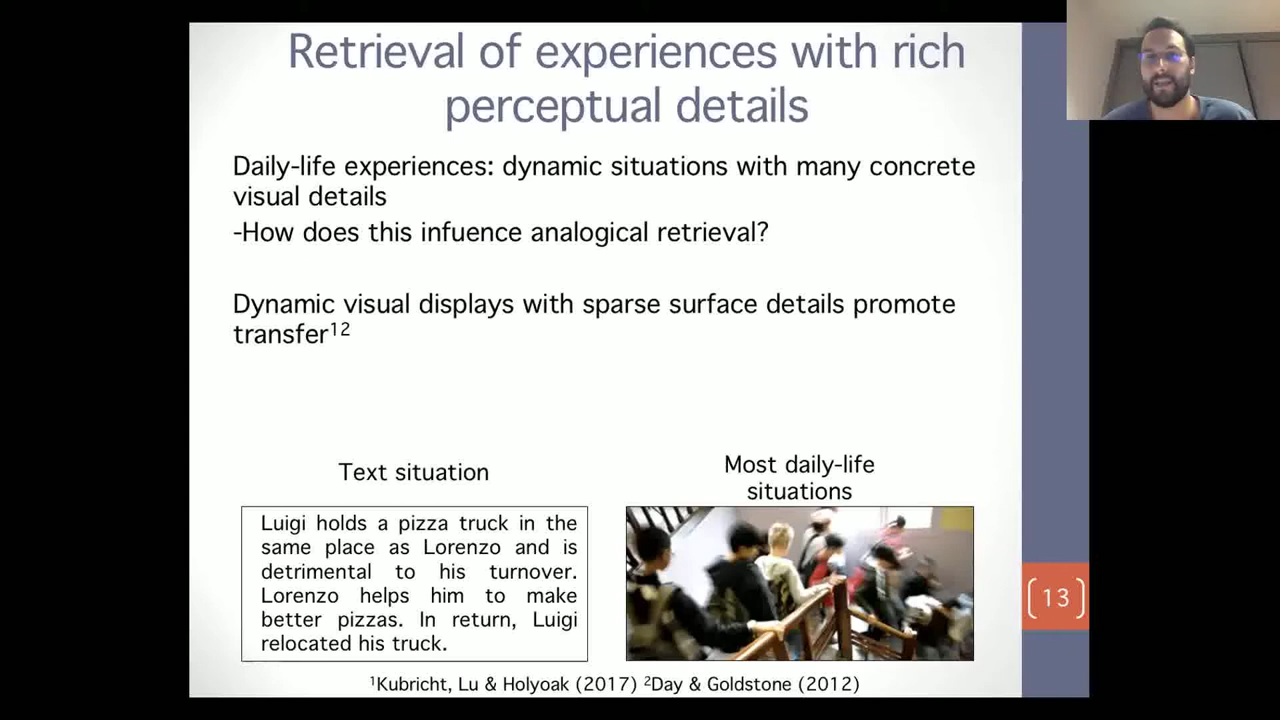 Retrieval of experiences with rich
perceptual details
Daily-life experiences: dynamic situations with many concrete
visual details
-How does this infuence analogical retrieval?
Dynamic visual displays with sparse surface details promote
transfer¹²
Text situation
Luigi holds a pizza truck in the
same place as Lorenzo and is
detrimental to his turnover.
Lorenzo helps him to make
better pizzas. In return, Luigi
relocated his truck.
Most daily-life
situations
13
¹Kubricht, Lu & Holyoak (2017) ²Day & Goldstone (2012)